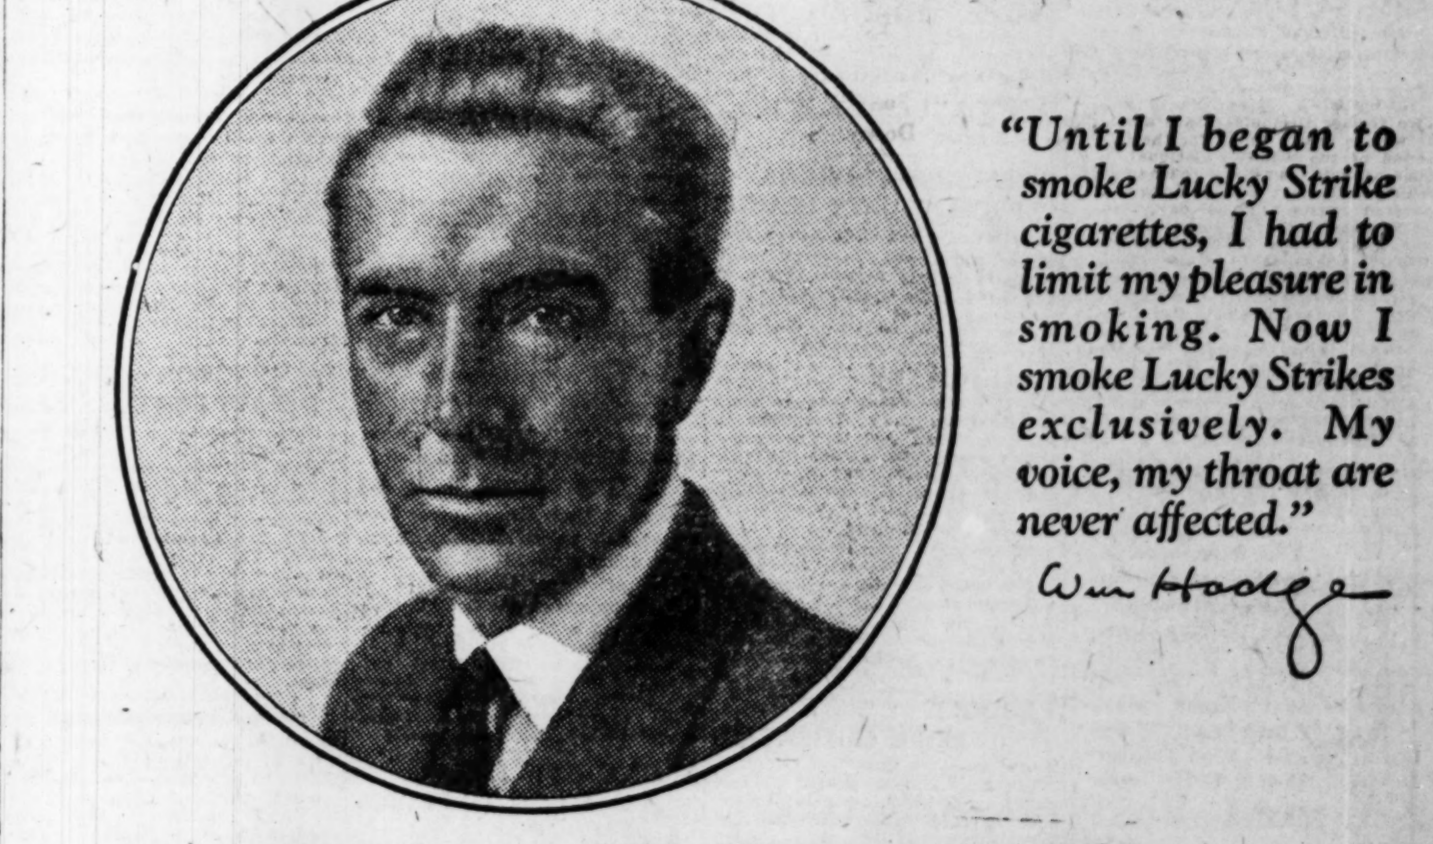 “Until I began to
smoke Lucky Strike
cigarettes, I had to
limit my pleasure in
smoking. Now I
smoke Lucky Strikes
exclusively. My
voice, my throat are
never affected.”
Wm Hodge